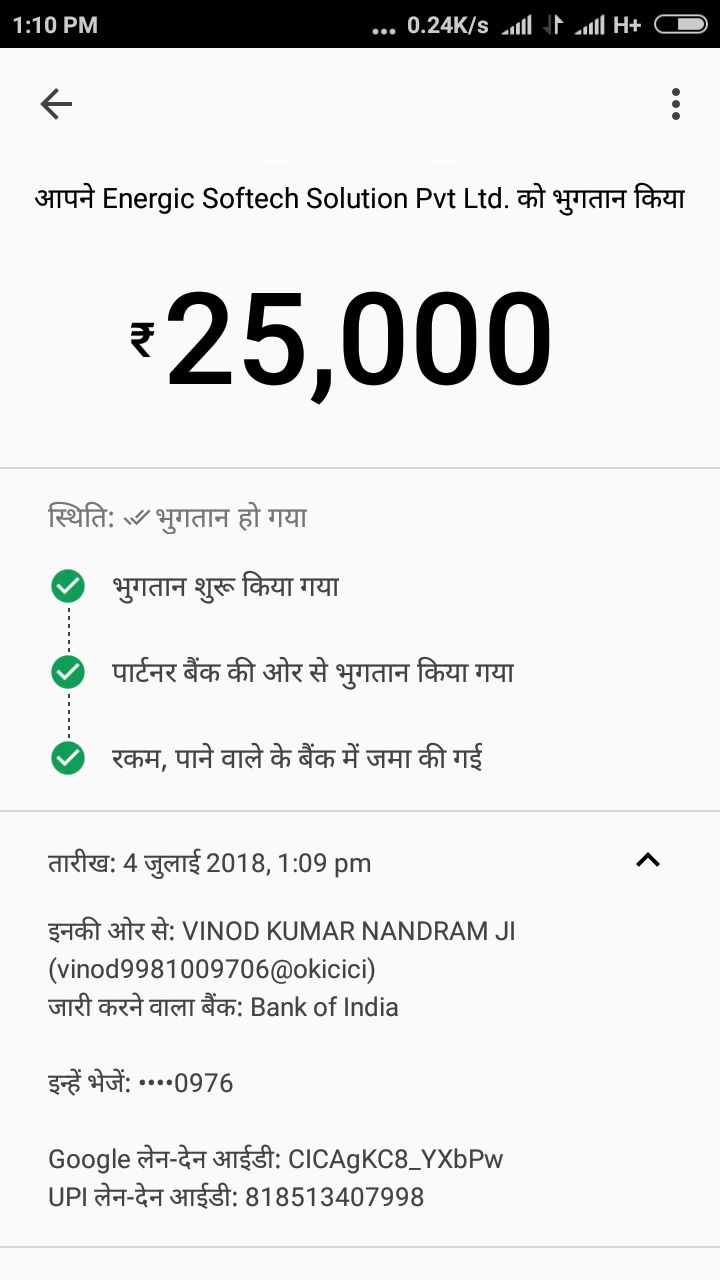 1:10 PM ... 0.24K/s H+
आपने Energic Softech Solution Pvt Ltd. को भुगतान किया
₹25,000
स्थिति: भुगतान हो गया
भुगतान शुरू किया गया
पार्टनर बैंक की ओर से भुगतान किया गया
रकम, पाने वाले के बैंक में जमा की गई
तारीख: 4 जुलाई 2018, 1:09 pm
इनकी ओर से: VINOD KUMAR NANDRAM JI
(vinod9981009706@okicici)
जारी करने वाला बैंक: Bank of India
इन्हें भेजें: ••••0976
Google लेन-देन आईडी: CICAgKC8_YXbPw
UPI लेन-देन आईडी: 818513407998